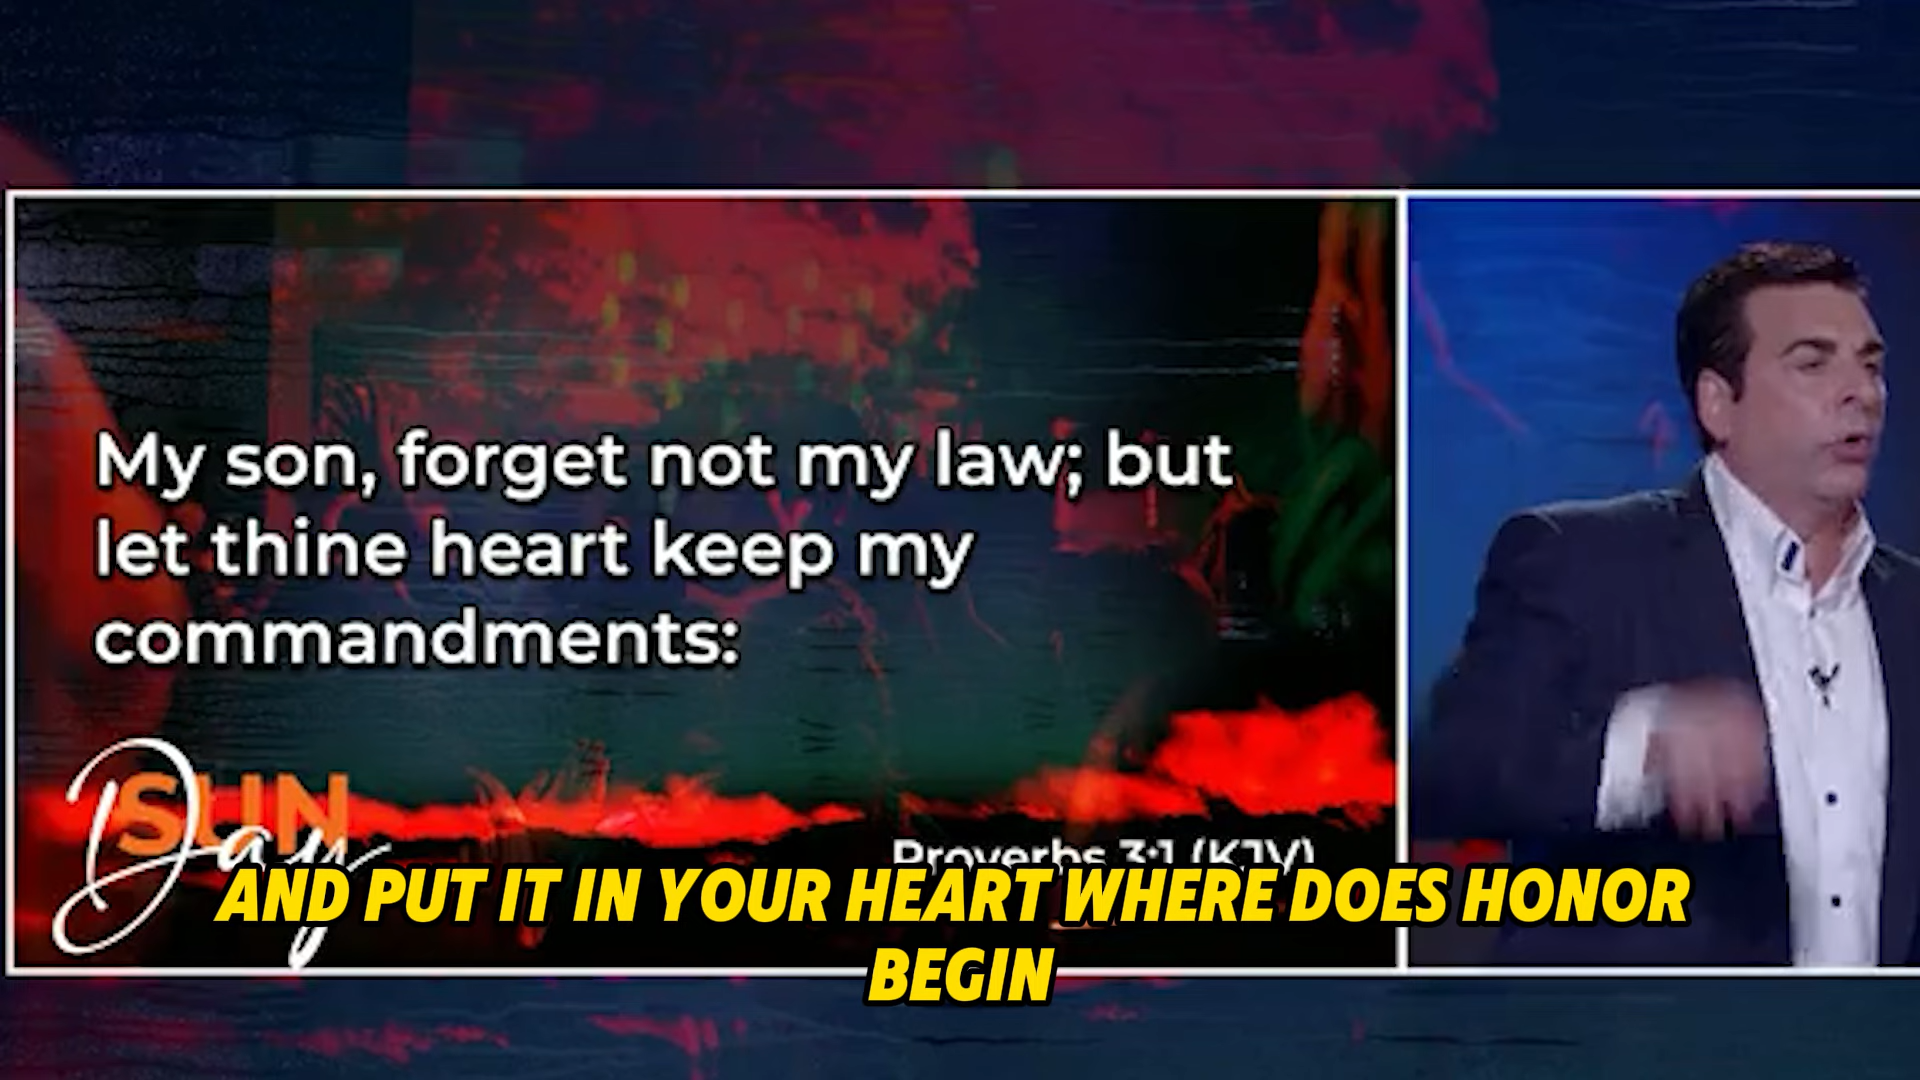 My son, forget not my law; but
let thine heart keep my
commandments:
SUN
Day
Proverbs 3:1 (KJV)
AND PUT IT IN YOUR HEART WHERE DOES HONOR
BEGIN